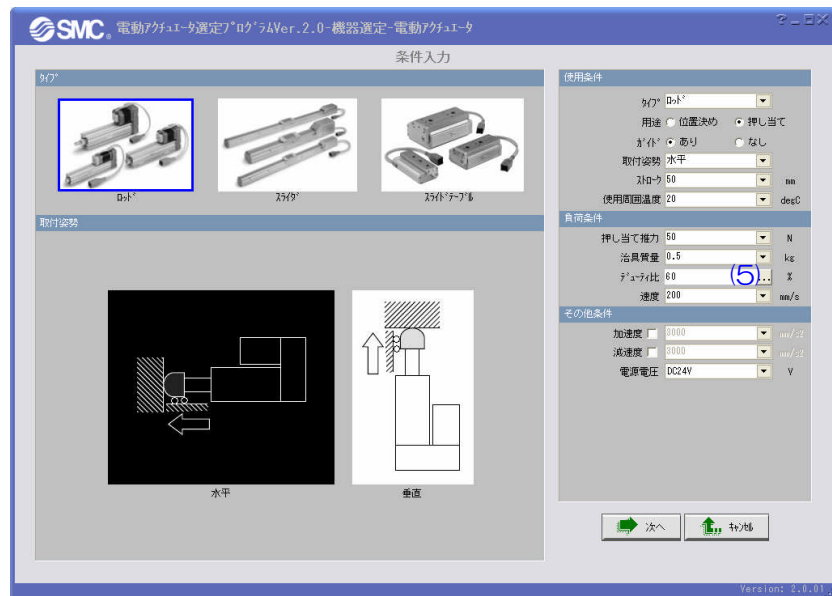 SMC 電動ｱｸﾁｭｴｰﾀ選定ﾌﾟﾛｸﾞﾗﾑVer.2.0-機器選定-電動ｱｸﾁｭｴｰﾀ
条件入力
ﾀｲﾌﾟ
ﾛｯﾄﾞ
ｽﾗｲﾀﾞ
ｽﾗｲﾄﾞﾃｰﾌﾞﾙ
取付姿勢
水平
垂直
使用条件
ﾀｲﾌﾟ ﾛｯﾄﾞ
用途 位置決め 押し当て
ｶﾞｲﾄﾞ あり なし
取付姿勢 水平
ｽﾄﾛｰｸ 50 mm
使用周囲温度 20 degC
負荷条件
押し当て推力 50 N
治具質量 0.5 kg
ﾃﾞｭｰﾃｨ比 60 (5)... %
速度 200 mm/s
その他条件
加速度 3000 mm/s2
減速度 3000 mm/s2
電源電圧 DC24V V
次へ
ｷｬﾝｾﾙ
Version: 2.0.01